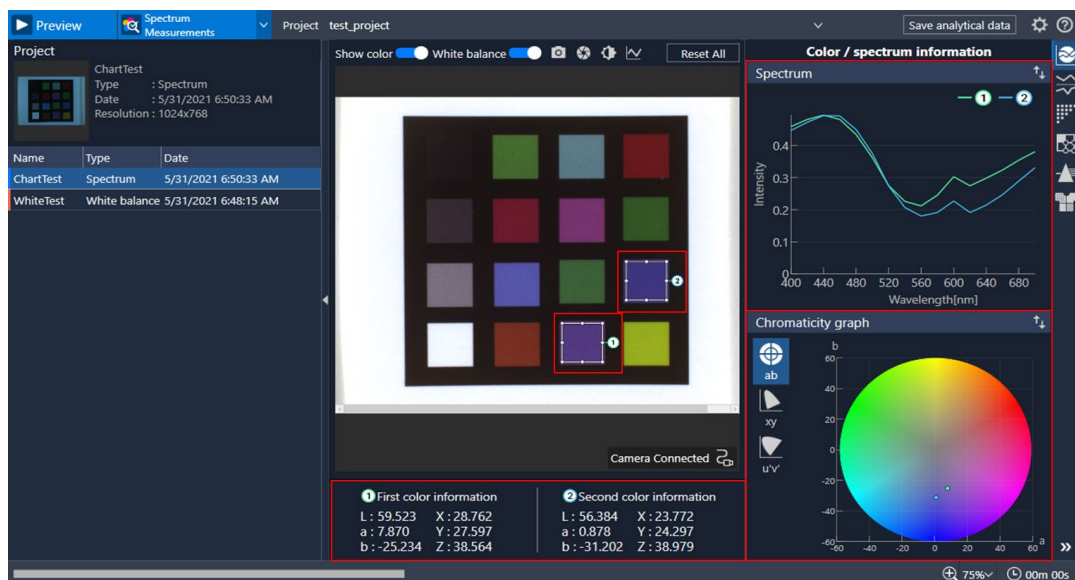 Preview
Spectrum
Measurements
Project test_project
Save analytical data
Project
ChartTest
Type : Spectrum
Date : 5/31/2021 6:50:33 AM
Resolution : 1024x768
Name Type Date
ChartTest Spectrum 5/31/2021 6:50:33 AM
WhiteTest White balance 5/31/2021 6:48:15 AM
Show color White balance Reset All
2
1
Camera Connected
1 First color information
L : 59.523 X : 28.762
a : 7.870 Y : 27.597
b : -25.234 Z : 38.564
2 Second color information
L : 56.384 X : 23.772
a : 0.878 Y : 24.297
b : -31.202 Z : 38.979
Color / spectrum information
Spectrum
1 2
Intensity
0.4
0.3
0.2
0.1
0
400 440 480 520 560 600 640 680
Wavelength[nm]
Chromaticity graph
ab
xy
u'v'
b
60
40
20
0
-20
-40
-60
-60 -40 -20 0 20 40 60
a
75% 00m 00s